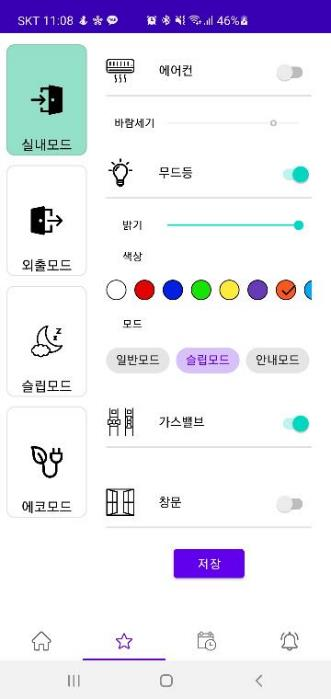 SKT 11:08
46%
실내모드
외출모드
슬립모드
에코모드
에어컨
바람세기
무드등
밝기
색상
모드
일반모드
슬립모드
안내모드
가스밸브
창문
저장